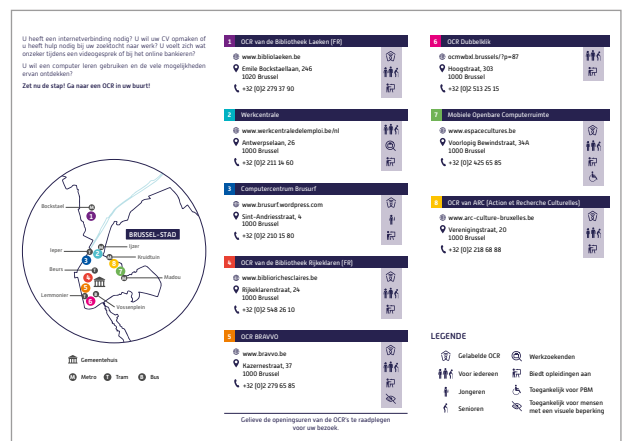 U heeft een internetverbinding nodig? U wil uw CV opmaken of
u heeft hulp nodig bij uw zoektocht naar werk? U voelt zich wat
onzeker tijdens een videogesprek of bij het online bankieren?
U wil een computer leren gebruiken en de vele mogelijkheden
ervan ontdekken?
Zet nu de stap! Ga naar een OCR in uw buurt!
Bockstael
M
1
BRUSSEL-STAD
Ieper
T
3
2
M
IJzer
M
Kruidtuin
8
7
M
Madou
Beurs
T
4
5
Lemmonier
T
6
B
Vossenplein
Gemeentehuis
M Metro T Tram B Bus
1 OCR van de Bibliotheek Laeken (FR)
www.bibliolaeken.be
Emile Bockstaellaan, 246
1020 Brussel
+32 (0)2 279 37 90
2 Werkcentrale
www.werkcentraledelemploi.be/nl
Antwerpselaan, 26
1000 Brussel
+32 (0)2 211 14 60
3 Computercentrum Brusurf
www.brusurf.wordpress.com
Sint-Andriesstraat, 4
1000 Brussel
+32 (0)2 210 15 80
4 OCR van de Bibliotheek Rijkeklaren (FR)
www.bibliorichesclaires.be
Rijkeklarenstraat, 24
1000 Brussel
+32 (0)2 548 26 10
5 OCR BRAVVO
www.bravvo.be
Kazernestraat, 37
1000 Brussel
+32 (0)2 279 65 85
Gelieve de openingsuren van de OCR's te raadplegen
voor uw bezoek.
6 OCR Dubbelklik
ocmwbxl.brussels/?p=87
Hoogstraat, 303
1000 Brussel
+32 (0)2 513 25 15
7 Mobiele Openbare Computerruimte
www.espacecultures.be
Voorlopig Bewindstraat, 34A
1000 Brussel
+32 (0)2 425 65 85
8 OCR van ARC (Action et Recherche Culturelles)
www.arc-culture-bruxelles.be
Verenigingstraat, 20
1000 Brussel
+32 (0)2 218 68 88
LEGENDE
Gelabelde OCR
Voor iedereen
Jongeren
Senioren
Werkzoekenden
Biedt opleidingen aan
Toegankelijk voor PBM
Toegankelijk voor mensen
met een visuele beperking